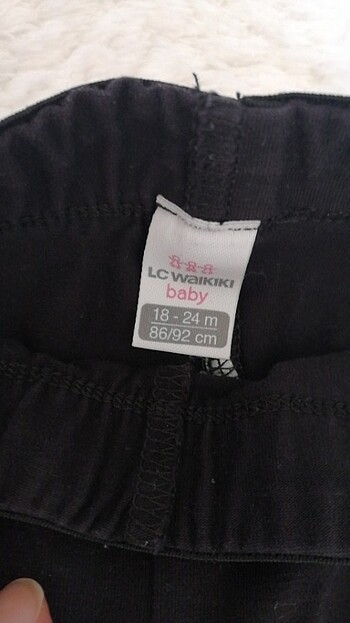 LC WAIKIKI
baby
18 - 24 m
86/92 cm